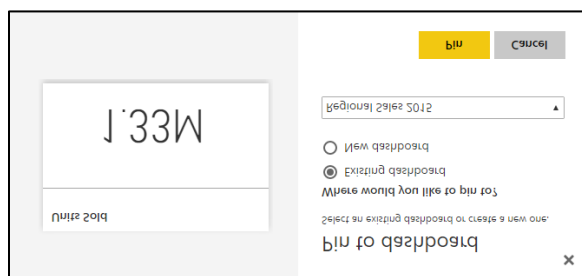 Pin to dashboard
Select an existing dashboard or create a new one.
Where would you like to pin to?
Existing dashboard
New dashboard
Regional Sales 2015
Pin
Cancel
Units Sold
1.33M